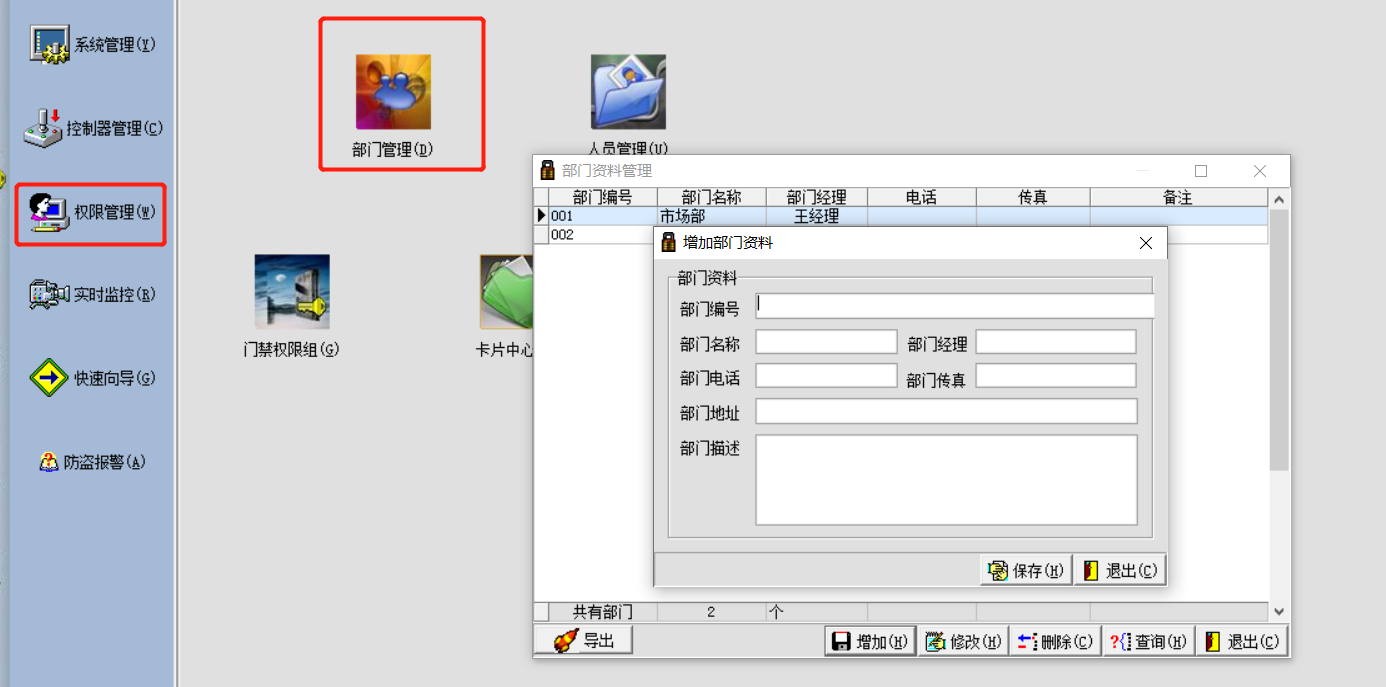 系统管理(Y)
控制器管理(C)
权限管理(W)
实时监控(R)
快速向导(G)
防盗报警(A)
部门管理(D)
人员管理(U)
门禁权限组(G)
卡片中心
部门资料管理
部门编号 部门名称 部门经理 电话 传真 备注
001 市场部 王经理
002
增加部门资料
部门资料
部门编号
部门名称 部门经理
部门电话 部门传真
部门地址
部门描述
保存(H) 退出(C)
共有部门 2 个
导出 增加(H) 修改(H) 删除(C) 查询(H) 退出(C)